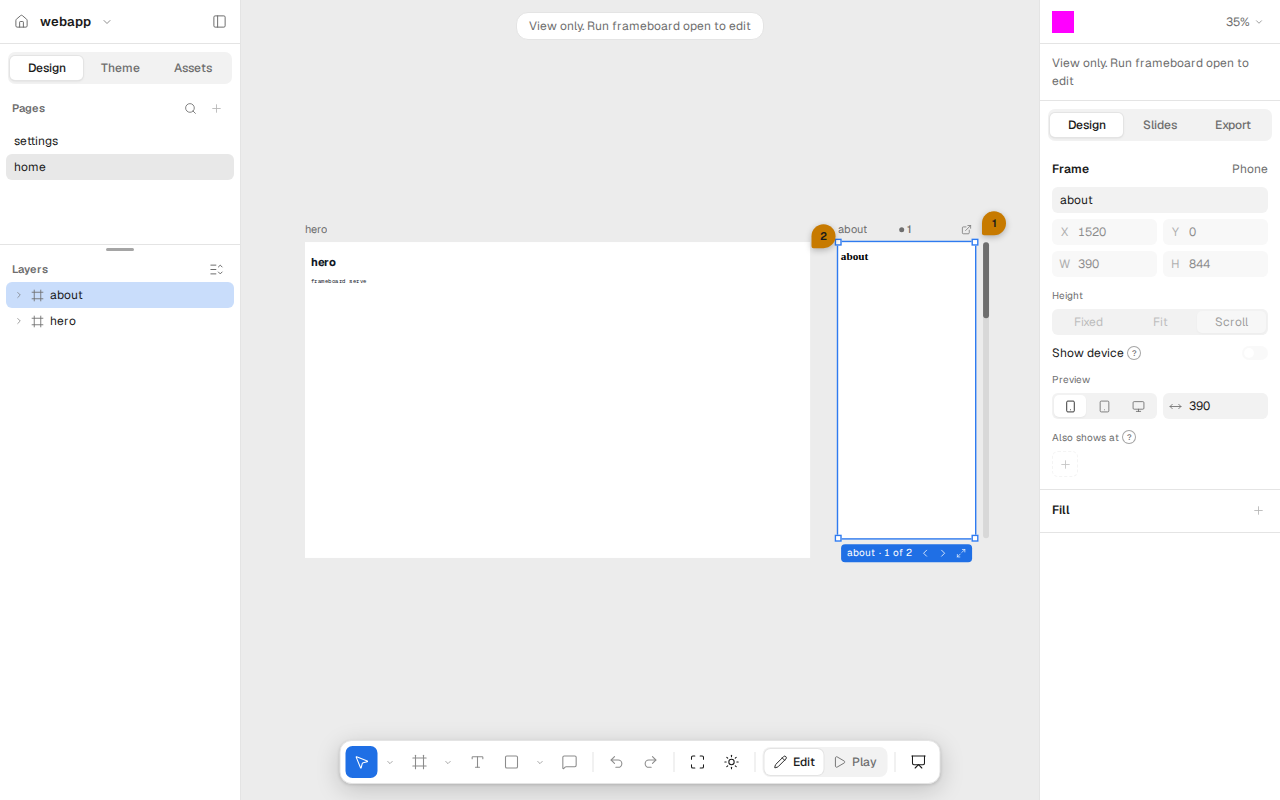 webapp
View only. Run frameboard open to edit
35%
Design Theme Assets
View only. Run frameboard open to
edit
Pages
Design Slides Export
settings
home
Frame Phone
about
X 1520 Y 0
W 390 H 844
hero
2 about 1
1
hero
about
frameboard serve
Layers
about
hero
Height
Fixed Fit Scroll
Show device ?
Preview
390
Also shows at ?
Fill
about · 1 of 2
Edit Play